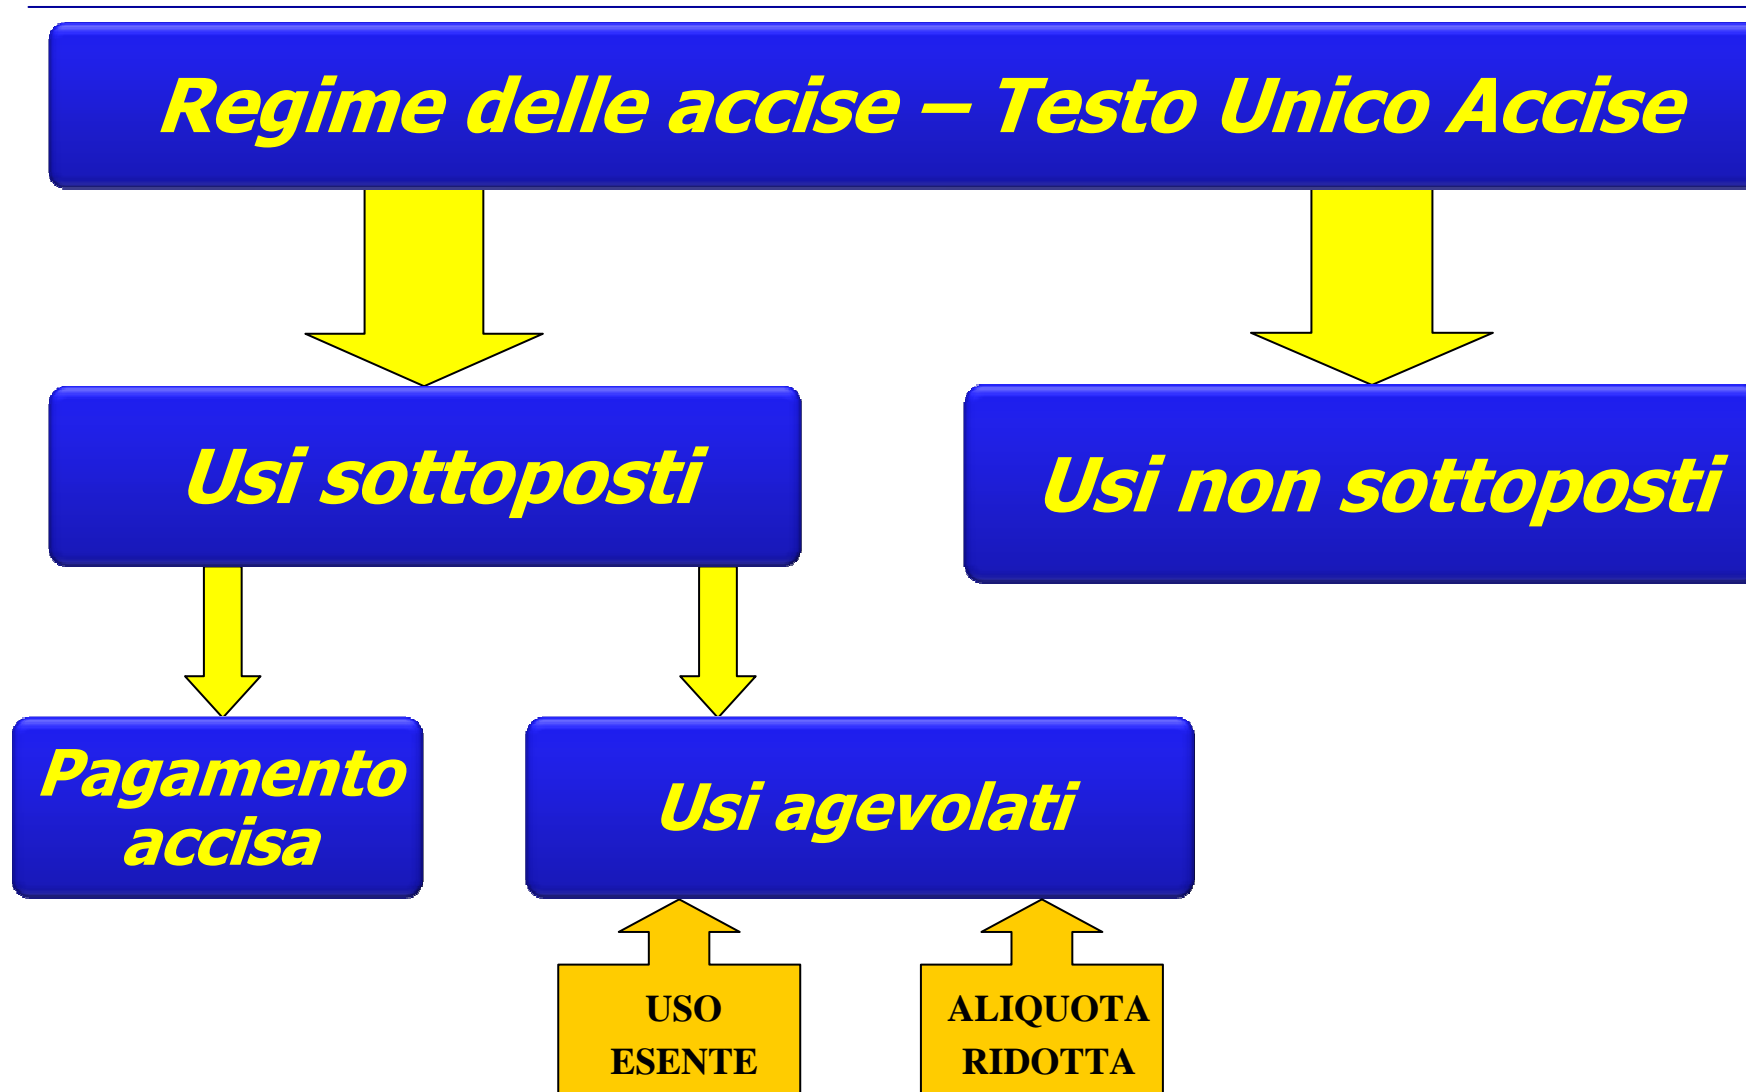 Regime delle accise – Testo Unico Accise
Usi sottoposti
Usi non sottoposti
Pagamento
accisa
Usi agevolati
USO
ESENTE
ALIQUOTA
RIDOTTA